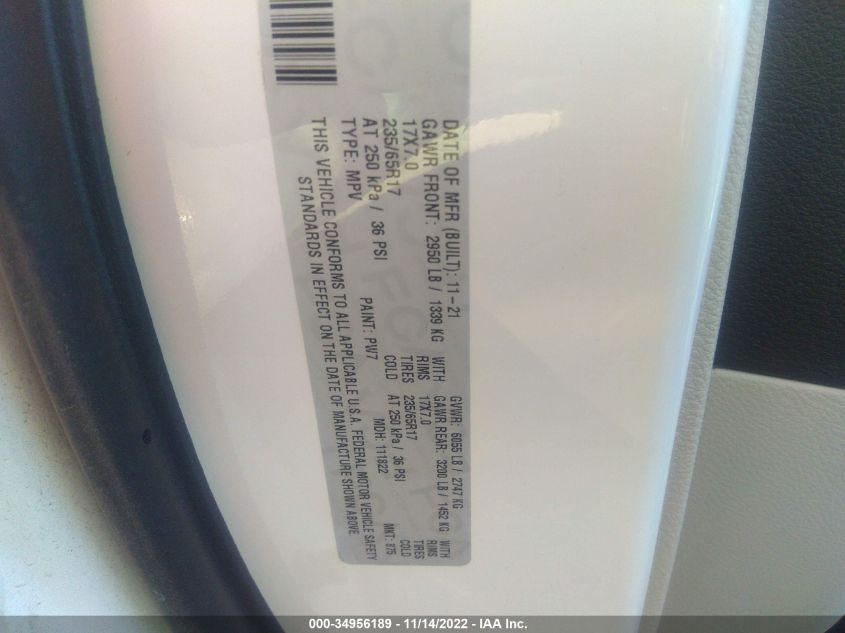 DATE OF MFR (BUILT): 11-21 GVWR: 6055 LB / 2747 KG
GAWR FRONT: 2950 LB / 1339 KG WITH GAWR REAR: 3200 LB / 1452 KG WITH
17X7.0 RIMS 17X7.0 RIMS
235/65R17 TIRES 235/65R17 TIRES
AT 250 kPa / 36 PSI COLD AT 250 kPa / 36 PSI COLD
TYPE: MPV PAINT: PW7 MDH: 111822 MKT: 875
THIS VEHICLE CONFORMS TO ALL APPLICABLE U.S.A. FEDERAL MOTOR VEHICLE SAFETY
STANDARDS IN EFFECT ON THE DATE OF MANUFACTURE SHOWN ABOVE.
000-34956189 - 11/14/2022 - IAA Inc.